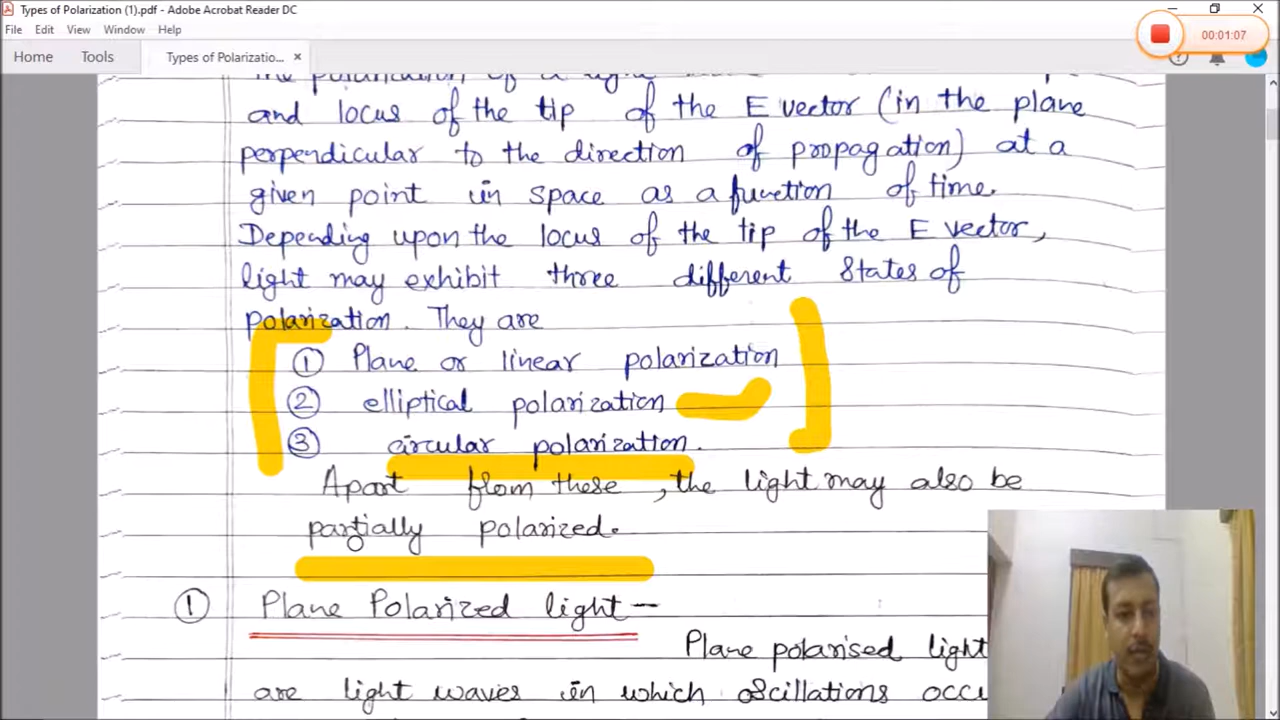 Types of Polarization (1).pdf - Adobe Acrobat Reader DC
File Edit View Window Help
00:01:07
Home Tools Types of Polarizatio... ×
of a
and locus of the tip of the E vector (in the plane
perpendicular to the direction of propagation) at a
given point in space as a function of time.
Depending upon the locus of the tip of the E vector,
light may exhibit three different States of
polarization. They are
① Plane or linear polarization
② elliptical polarization
③ circular polarization.
Apart from these, the light may also be
partially polarized.
① Plane Polarized light —
Plane polarised light
are light waves in which oscillations occu